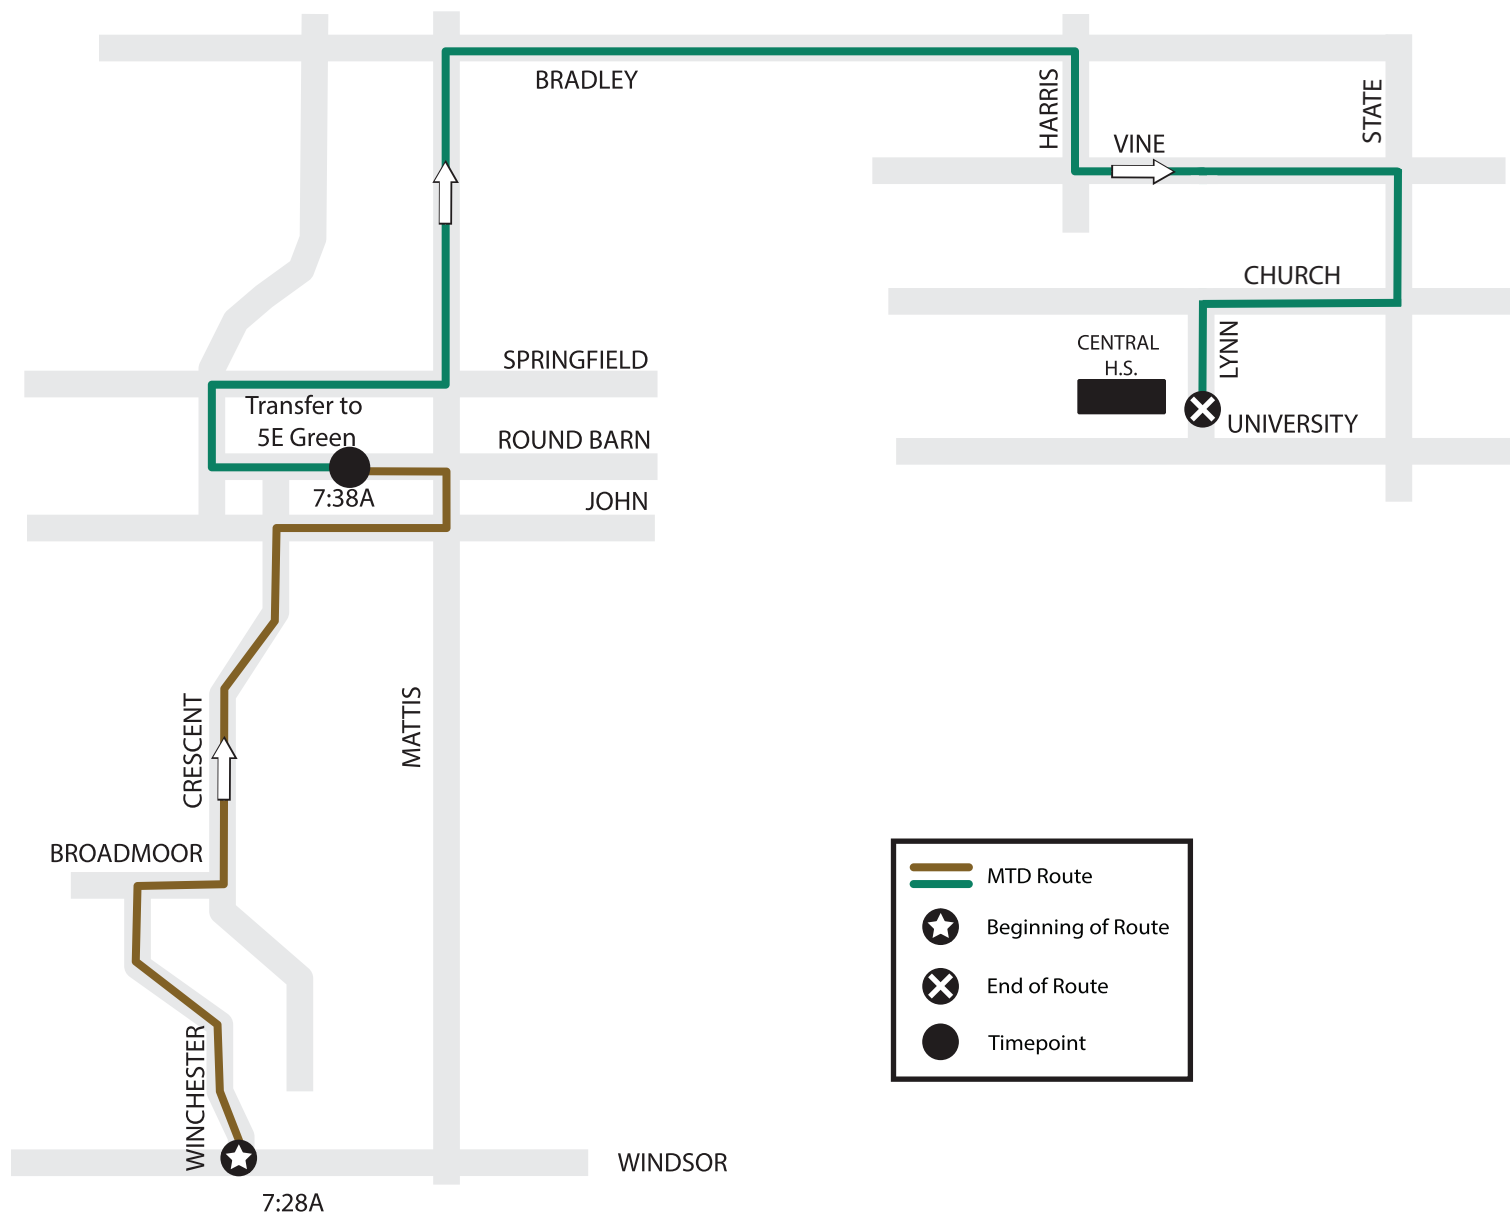 BRADLEY
HARRIS
STATE
VINE
CHURCH
CENTRAL
H.S.
LYNN
UNIVERSITY
SPRINGFIELD
Transfer to
5E Green
ROUND BARN
7:38A
JOHN
CRESCENT
MATTIS
BROADMOOR
WINCHESTER
WINDSOR
7:28A
MTD Route
Beginning of Route
End of Route
Timepoint